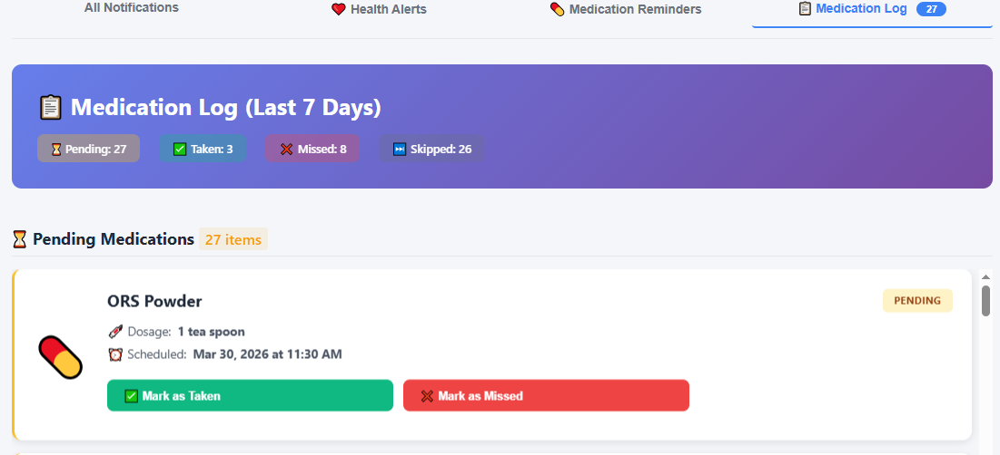 All Notifications
Health Alerts
Medication Reminders
Medication Log 27
Medication Log (Last 7 Days)
Pending: 27
Taken: 3
Missed: 8
Skipped: 26
Pending Medications 27 items
ORS Powder
PENDING
Dosage: 1 tea spoon
Scheduled: Mar 30, 2026 at 11:30 AM
Mark as Taken
Mark as Missed